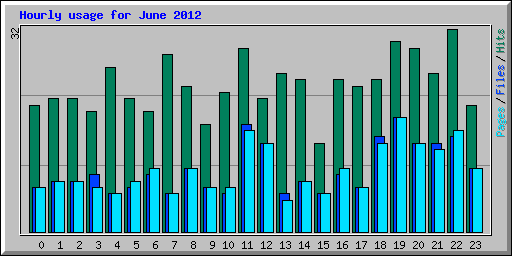 Hourly usage for June 2012
32
Pages/Files/Hits
0 1 2 3 4 5 6 7 8 9 10 11 12 13 14 15 16 17 18 19 20 21 22 23